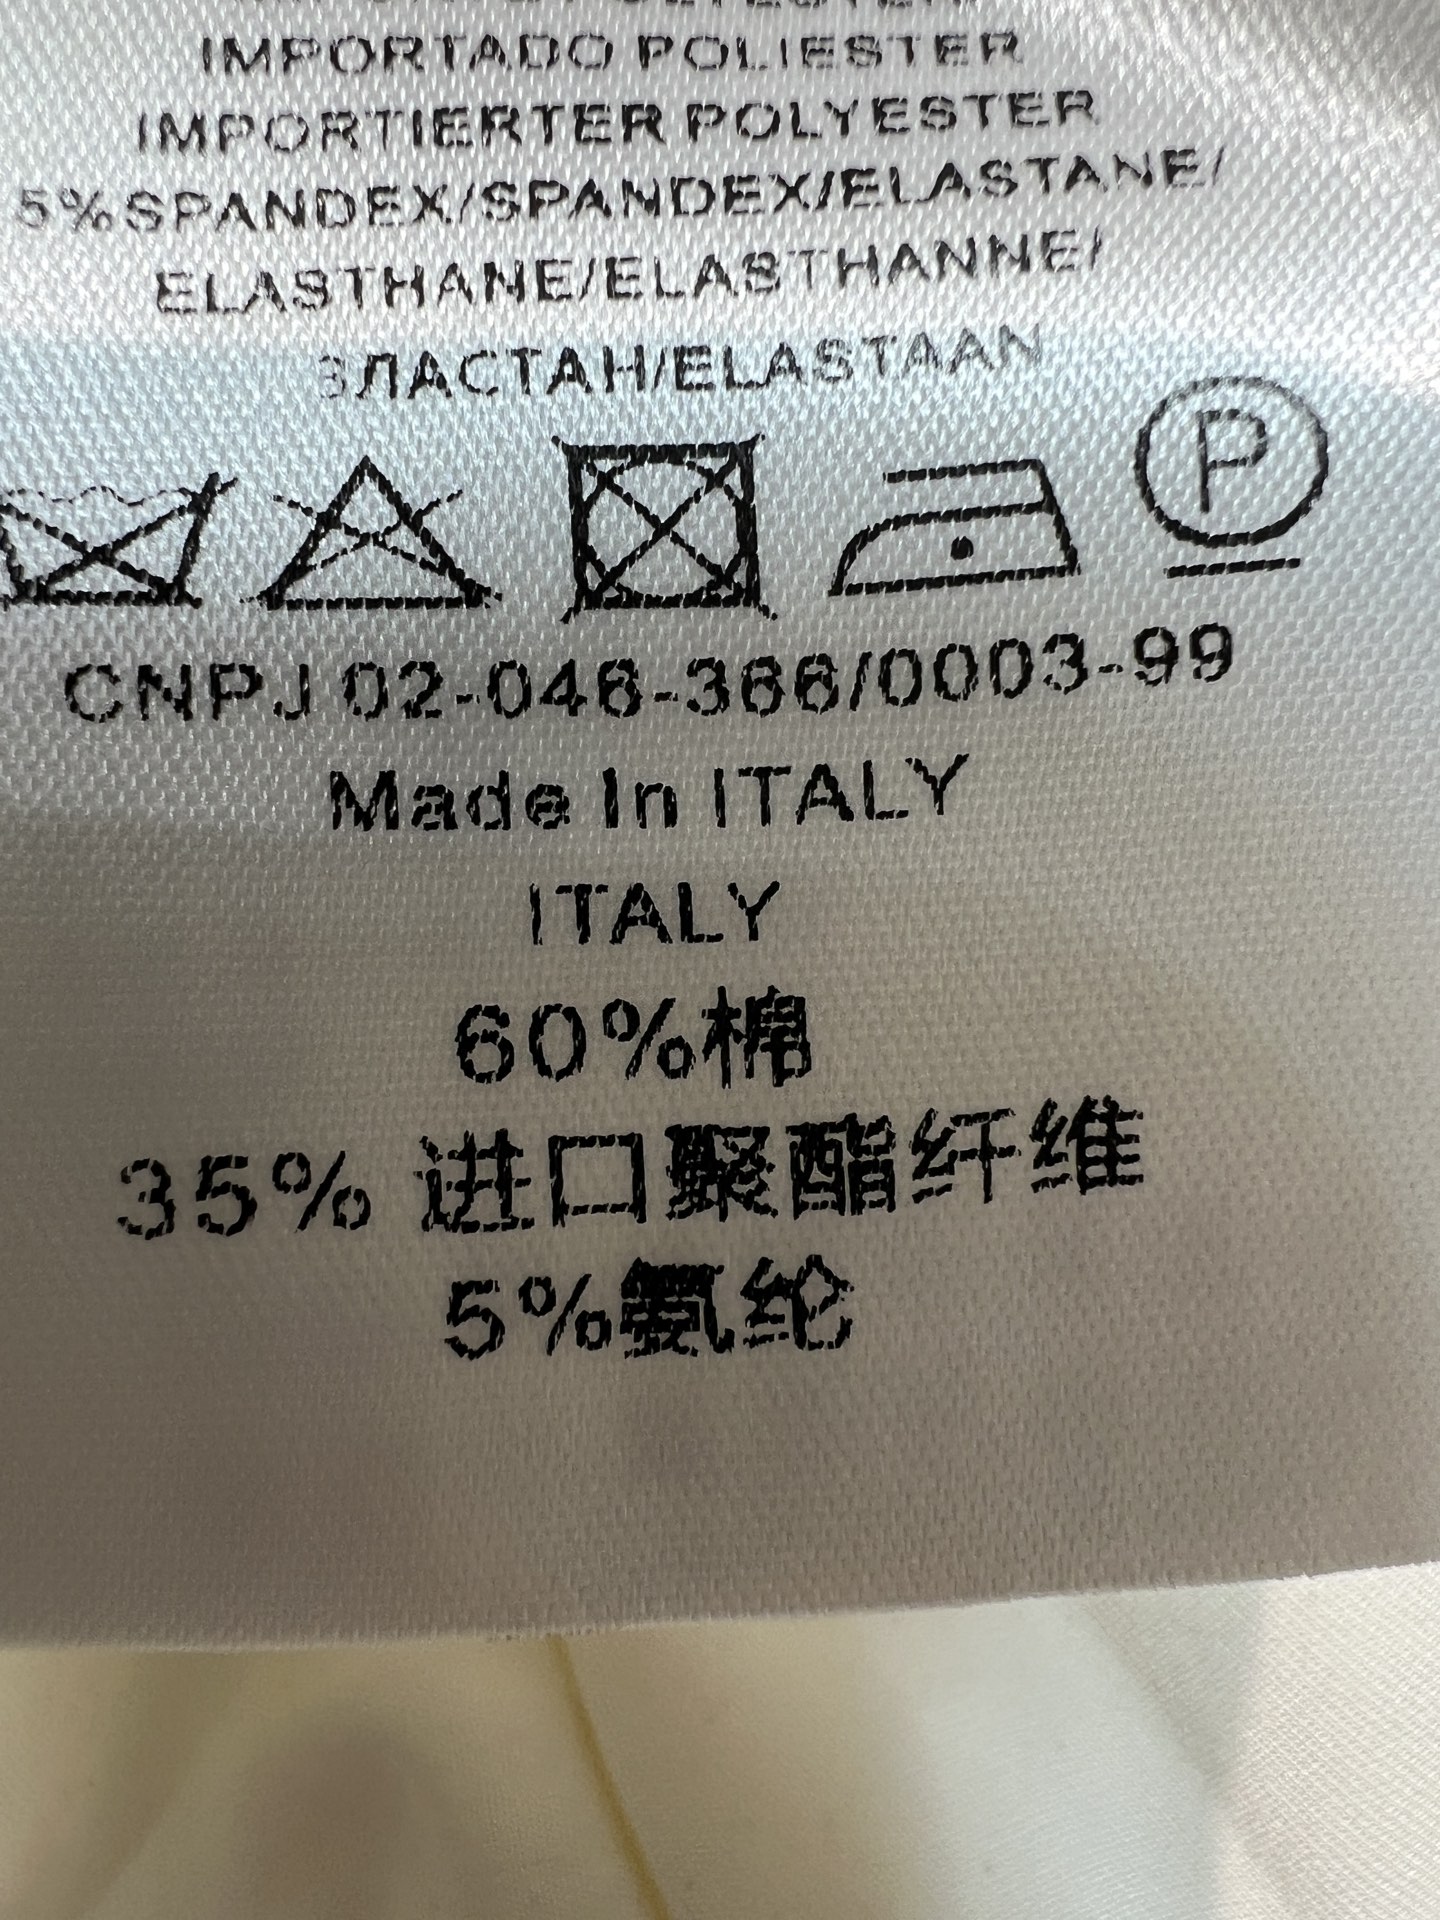 IMPORTADO POLIESTER
IMPORTIERTER POLYESTER
5%SPANDEX/SPANDEX/ELASTANE/
ELASTHANE/ELASTHANNE/
ЭЛАСТАН/ELASTAAN
P
CNPJ 02-046-366/0003-99
Made In ITALY
ITALY
60%棉
35% 进口聚酯纤维
5%氨纶